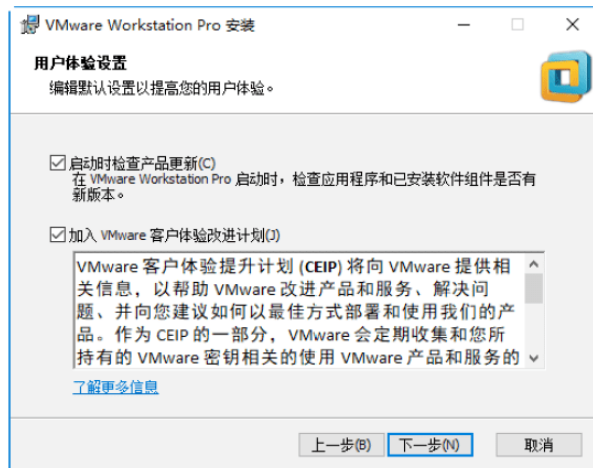 VMware Workstation Pro 安装
用户体验设置
编辑默认设置以提高您的用户体验。
启动时检查产品更新(C)
在 VMware Workstation Pro 启动时，检查应用程序和已安装软件组件是否有
新版本。
加入 VMware 客户体验改进计划(J)
VMware 客户体验提升计划 (CEIP) 将向 VMware 提供相
关信息，以帮助 VMware 改进产品和服务、解决问
题、并向您建议如何以最佳方式部署和使用我们的产
品。作为 CEIP 的一部分，VMware 会定期收集和您所
持有的 VMware 密钥相关的使用 VMware 产品和服务的
了解更多信息
上一步(B) 下一步(N) 取消